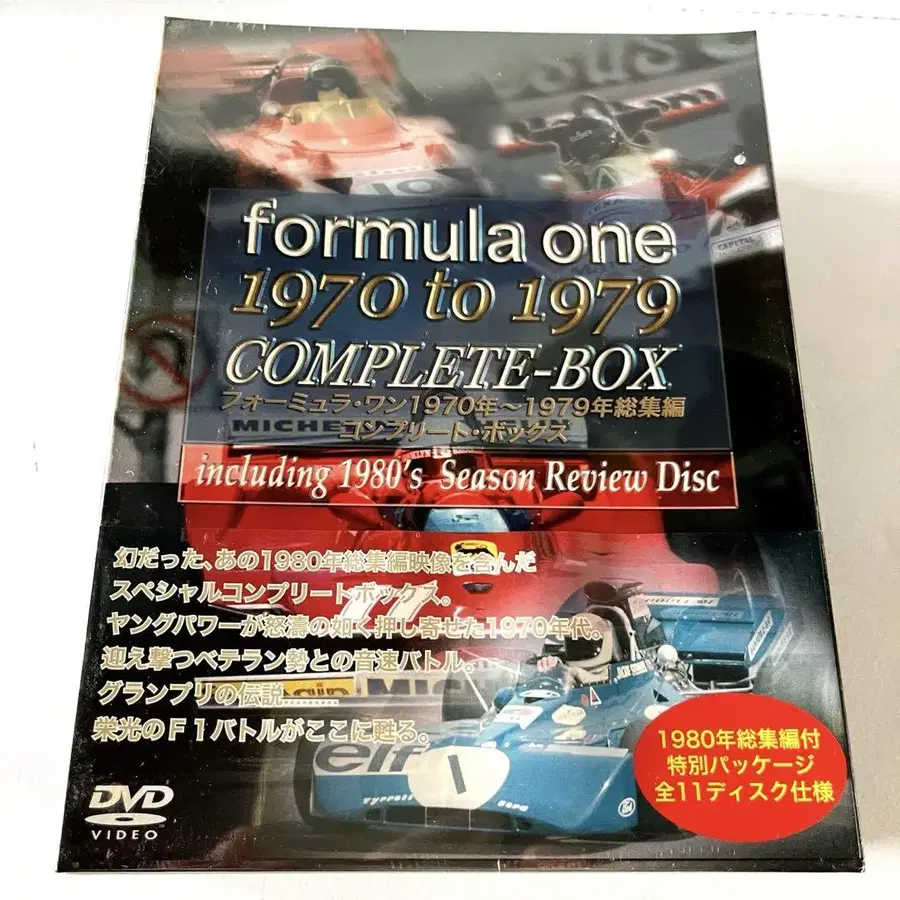 formula one
1970 to 1979
COMPLETE-BOX
フォーミュラ・ワン1970年〜1979年総集編
コンプリート・ボックス
MICHE
including 1980's Season Review Disc
幻だった、あの1980年総集編映像を含んだ
スペシャルコンプリートボックス。
ヤングパワーが怒濤の如く押し寄せた1970年代。
迎え撃つベテラン勢との音速バトル。
グランプリの伝説......
栄光のF1バトルがここに甦る。
elf
1
DVD
VIDEO
1980年総集編付
特別パッケージ
全11ディスク仕様